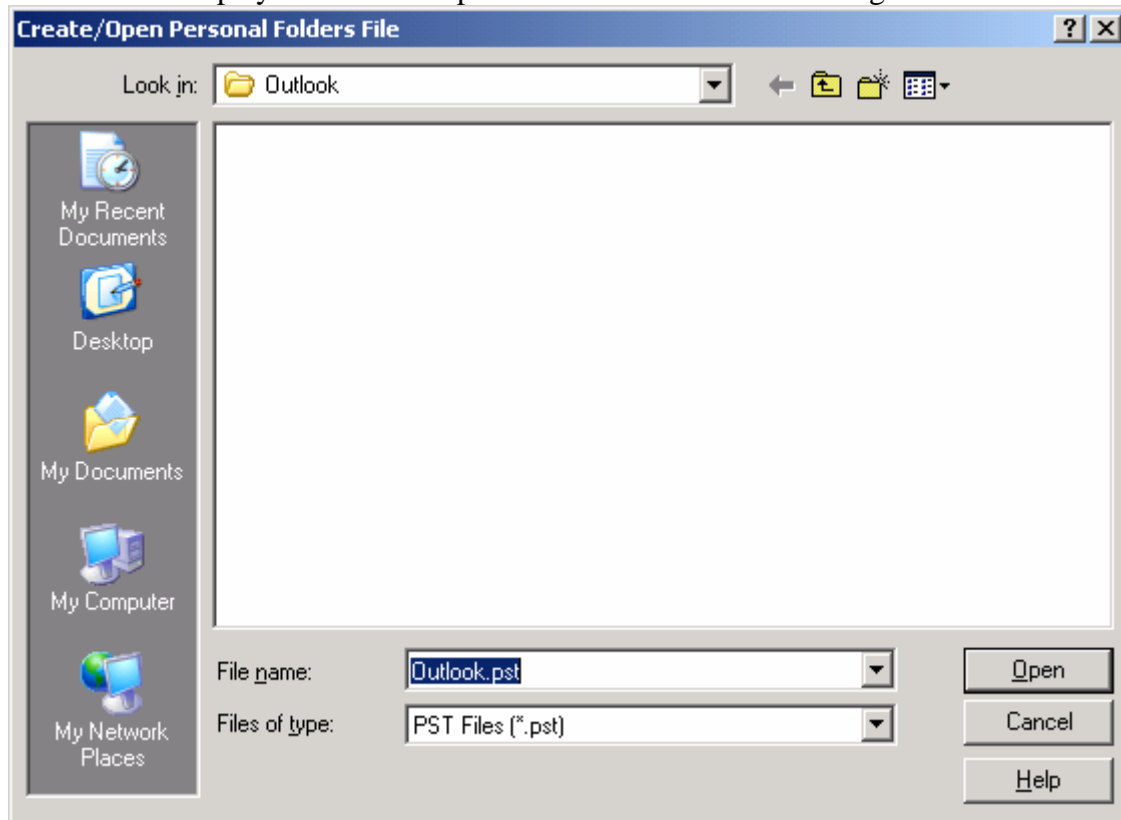 Create/Open Personal Folders File
Look in:
Outlook
My Recent
Documents
Desktop
My Documents
My Computer
My Network
Places
File name:
Outlook.pst
Open
Files of type:
PST Files (*.pst)
Cancel
Help